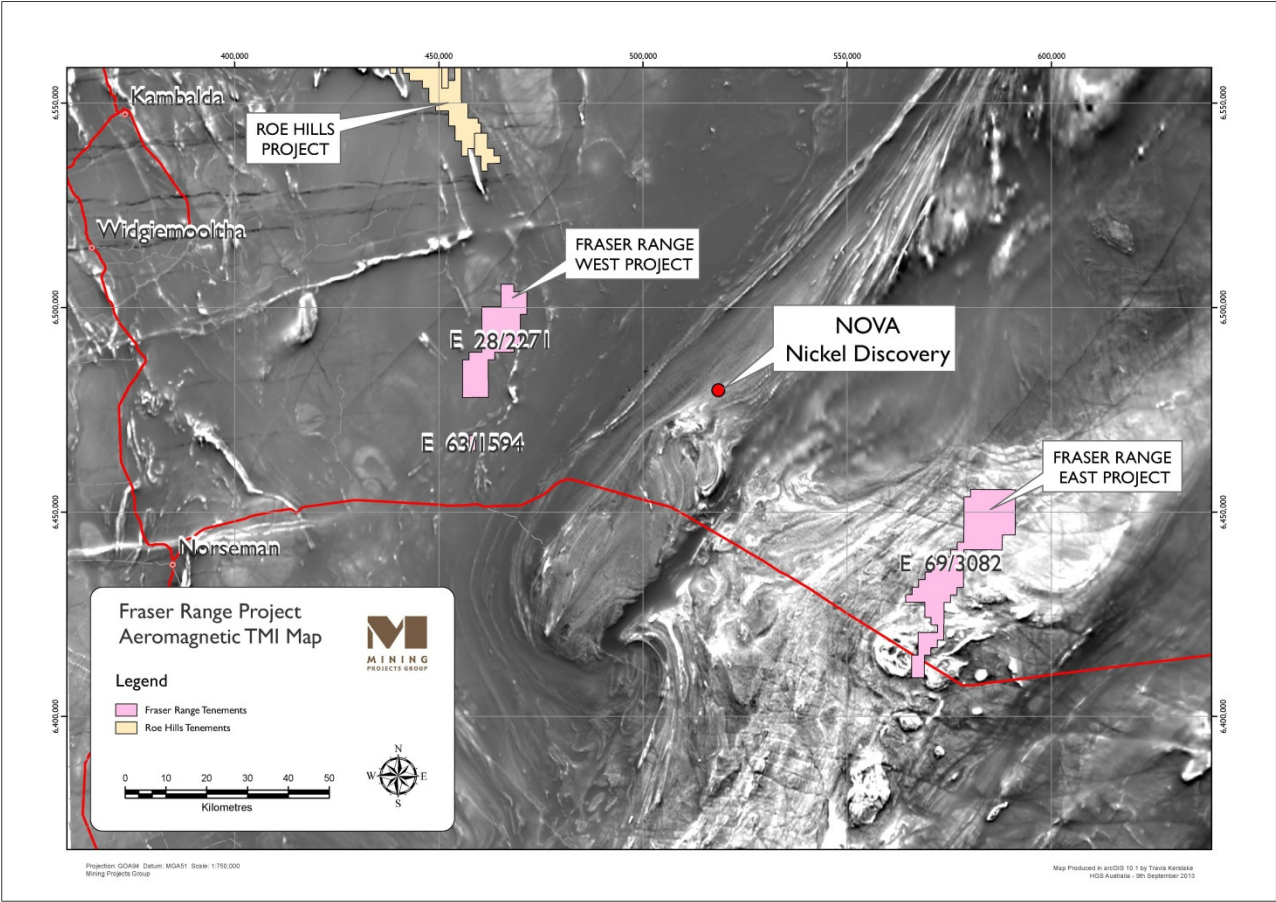 400,000
450,000
500,000
550,000
600,000
6,550,000
6,550,000
Kambalda
ROE HILLS
PROJECT
Widgiemooltha
FRASER RANGE
WEST PROJECT
6,500,000
6,500,000
E 28/2271
NOVA
Nickel Discovery
E 63/1594
FRASER RANGE
EAST PROJECT
6,450,000
6,450,000
Norseman
E 69/3082
Fraser Range Project
Aeromagnetic TMI Map
M
MINING
PROJECTS GROUP
Legend
Fraser Range Tenements
Roe Hills Tenements
6,400,000
6,400,000
N
W E
S
0 10 20 30 40 50
Kilometres
Projection: GDA94 Datum: MGA51 Scale: 1:750,000
Mining Projects Group
Map Produced in arcGIS 10.1 by Travis Kerslake
HGS Australia - 9th September 2013